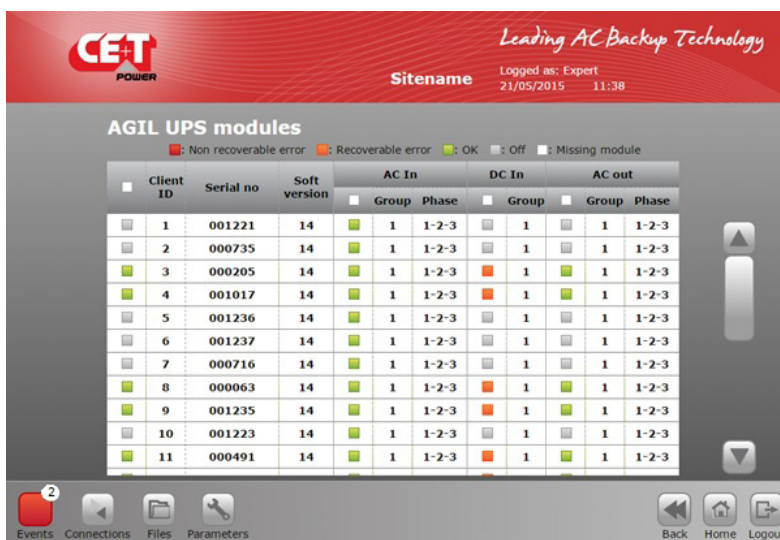 CE+T
POWER
Leading AC Backup Technology
Sitename
Logged as: Expert
21/05/2015 11:38
AGIL UPS modules
: Non recoverable error : Recoverable error : OK : Off : Missing module
Client ID Serial no Soft version AC In DC In AC out
Group Phase Group Group Phase
1 001221 14 1 1-2-3 1 1 1-2-3
2 000735 14 1 1-2-3 1 1 1-2-3
3 000205 14 1 1-2-3 1 1 1-2-3
4 001017 14 1 1-2-3 1 1 1-2-3
5 001236 14 1 1-2-3 1 1 1-2-3
6 001237 14 1 1-2-3 1 1 1-2-3
7 000716 14 1 1-2-3 1 1 1-2-3
8 000063 14 1 1-2-3 1 1 1-2-3
9 001235 14 1 1-2-3 1 1 1-2-3
10 001223 14 1 1-2-3 1 1 1-2-3
11 000491 14 1 1-2-3 1 1 1-2-3
2
Events Connections Files Parameters Back Home Logou